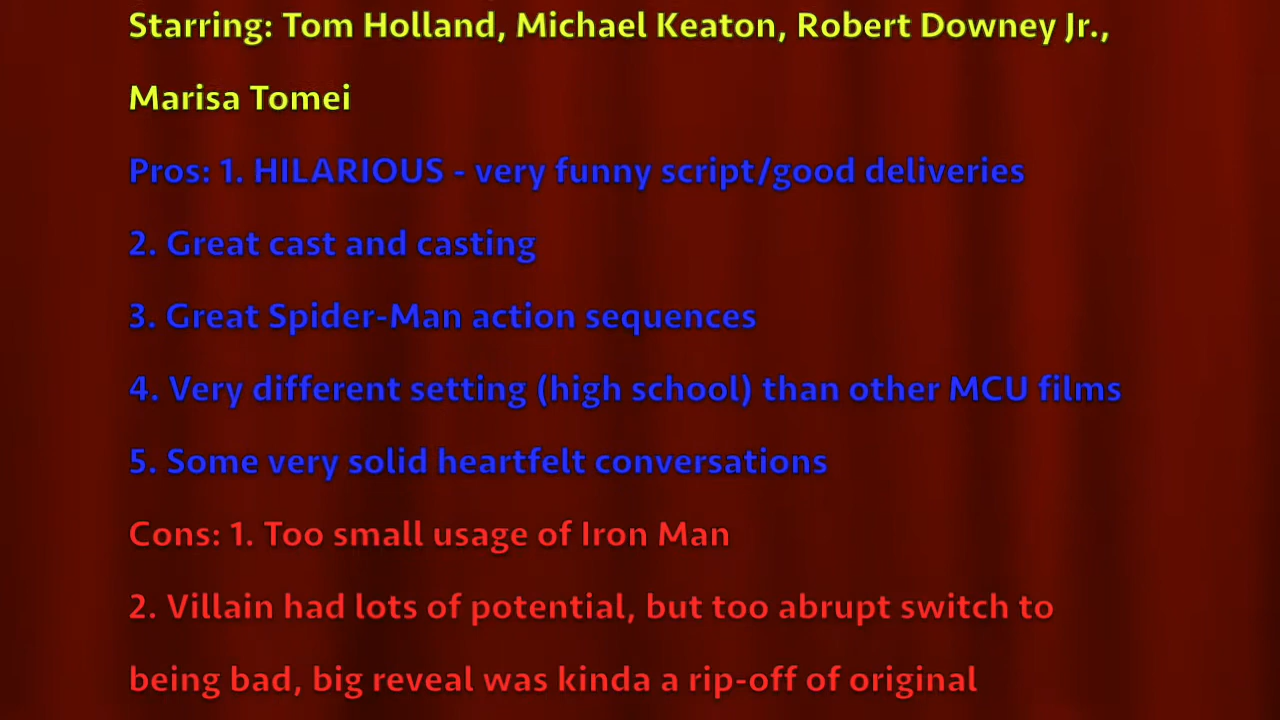 Starring: Tom Holland, Michael Keaton, Robert Downey Jr.,
Marisa Tomei
Pros: 1. HILARIOUS - very funny script/good deliveries
2. Great cast and casting
3. Great Spider-Man action sequences
4. Very different setting (high school) than other MCU films
5. Some very solid heartfelt conversations
Cons: 1. Too small usage of Iron Man
2. Villain had lots of potential, but too abrupt switch to
being bad, big reveal was kinda a rip-off of original